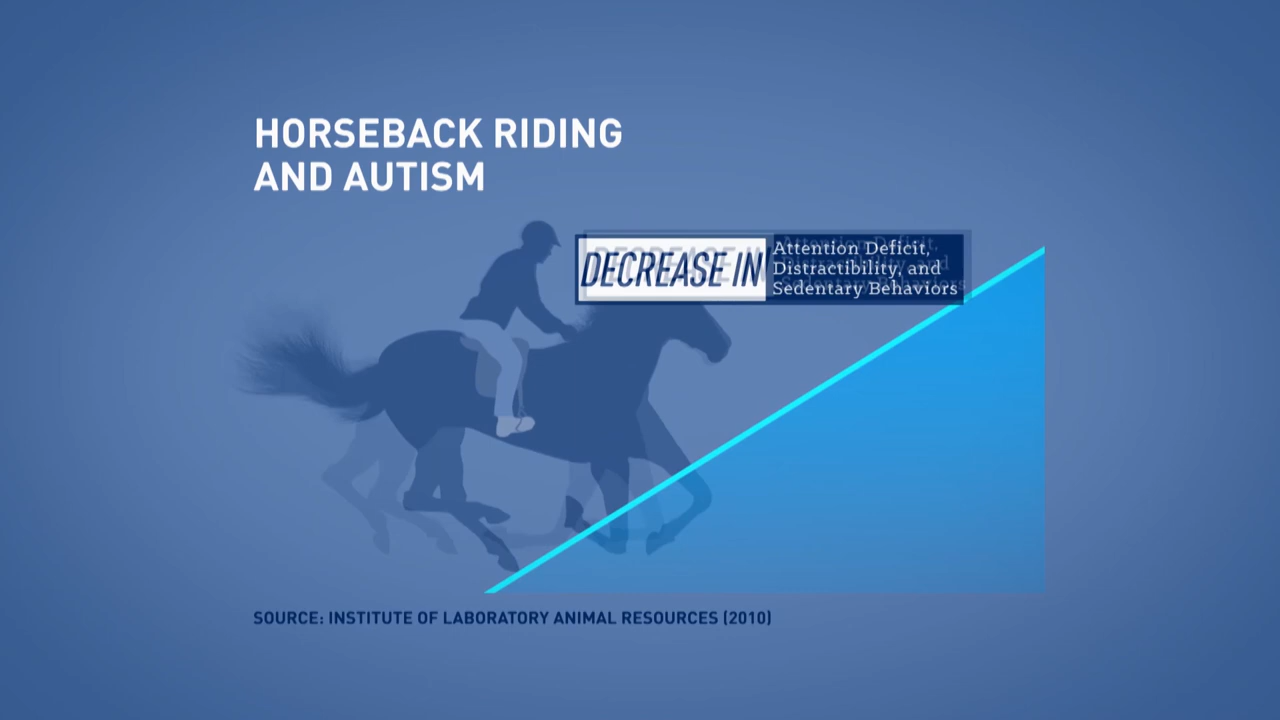 HORSEBACK RIDING
AND AUTISM
DECREASE IN
Attention Deficit,
Distractibility, and
Sedentary Behaviors
SOURCE: INSTITUTE OF LABORATORY ANIMAL RESOURCES (2010)